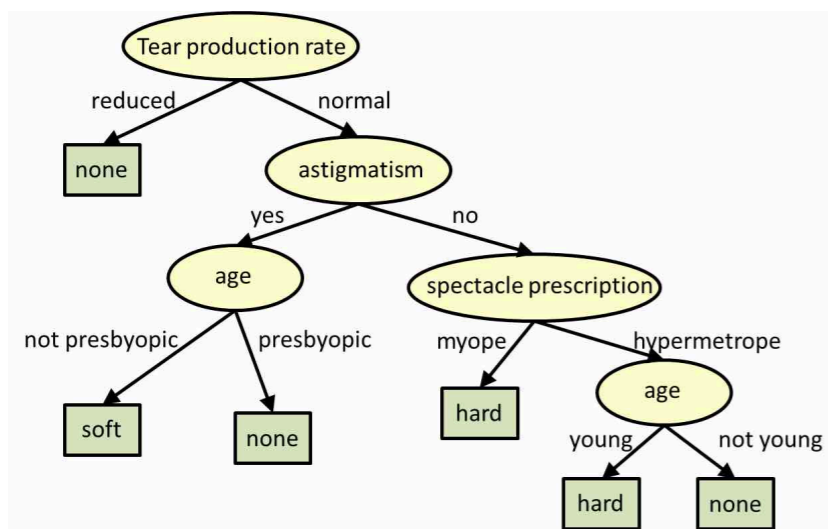 Tear production rate
reduced
normal
none
astigmatism
yes
no
age
spectacle prescription
not presbyopic
presbyopic
myope
hypermetrope
soft
none
hard
age
young
not young
hard
none